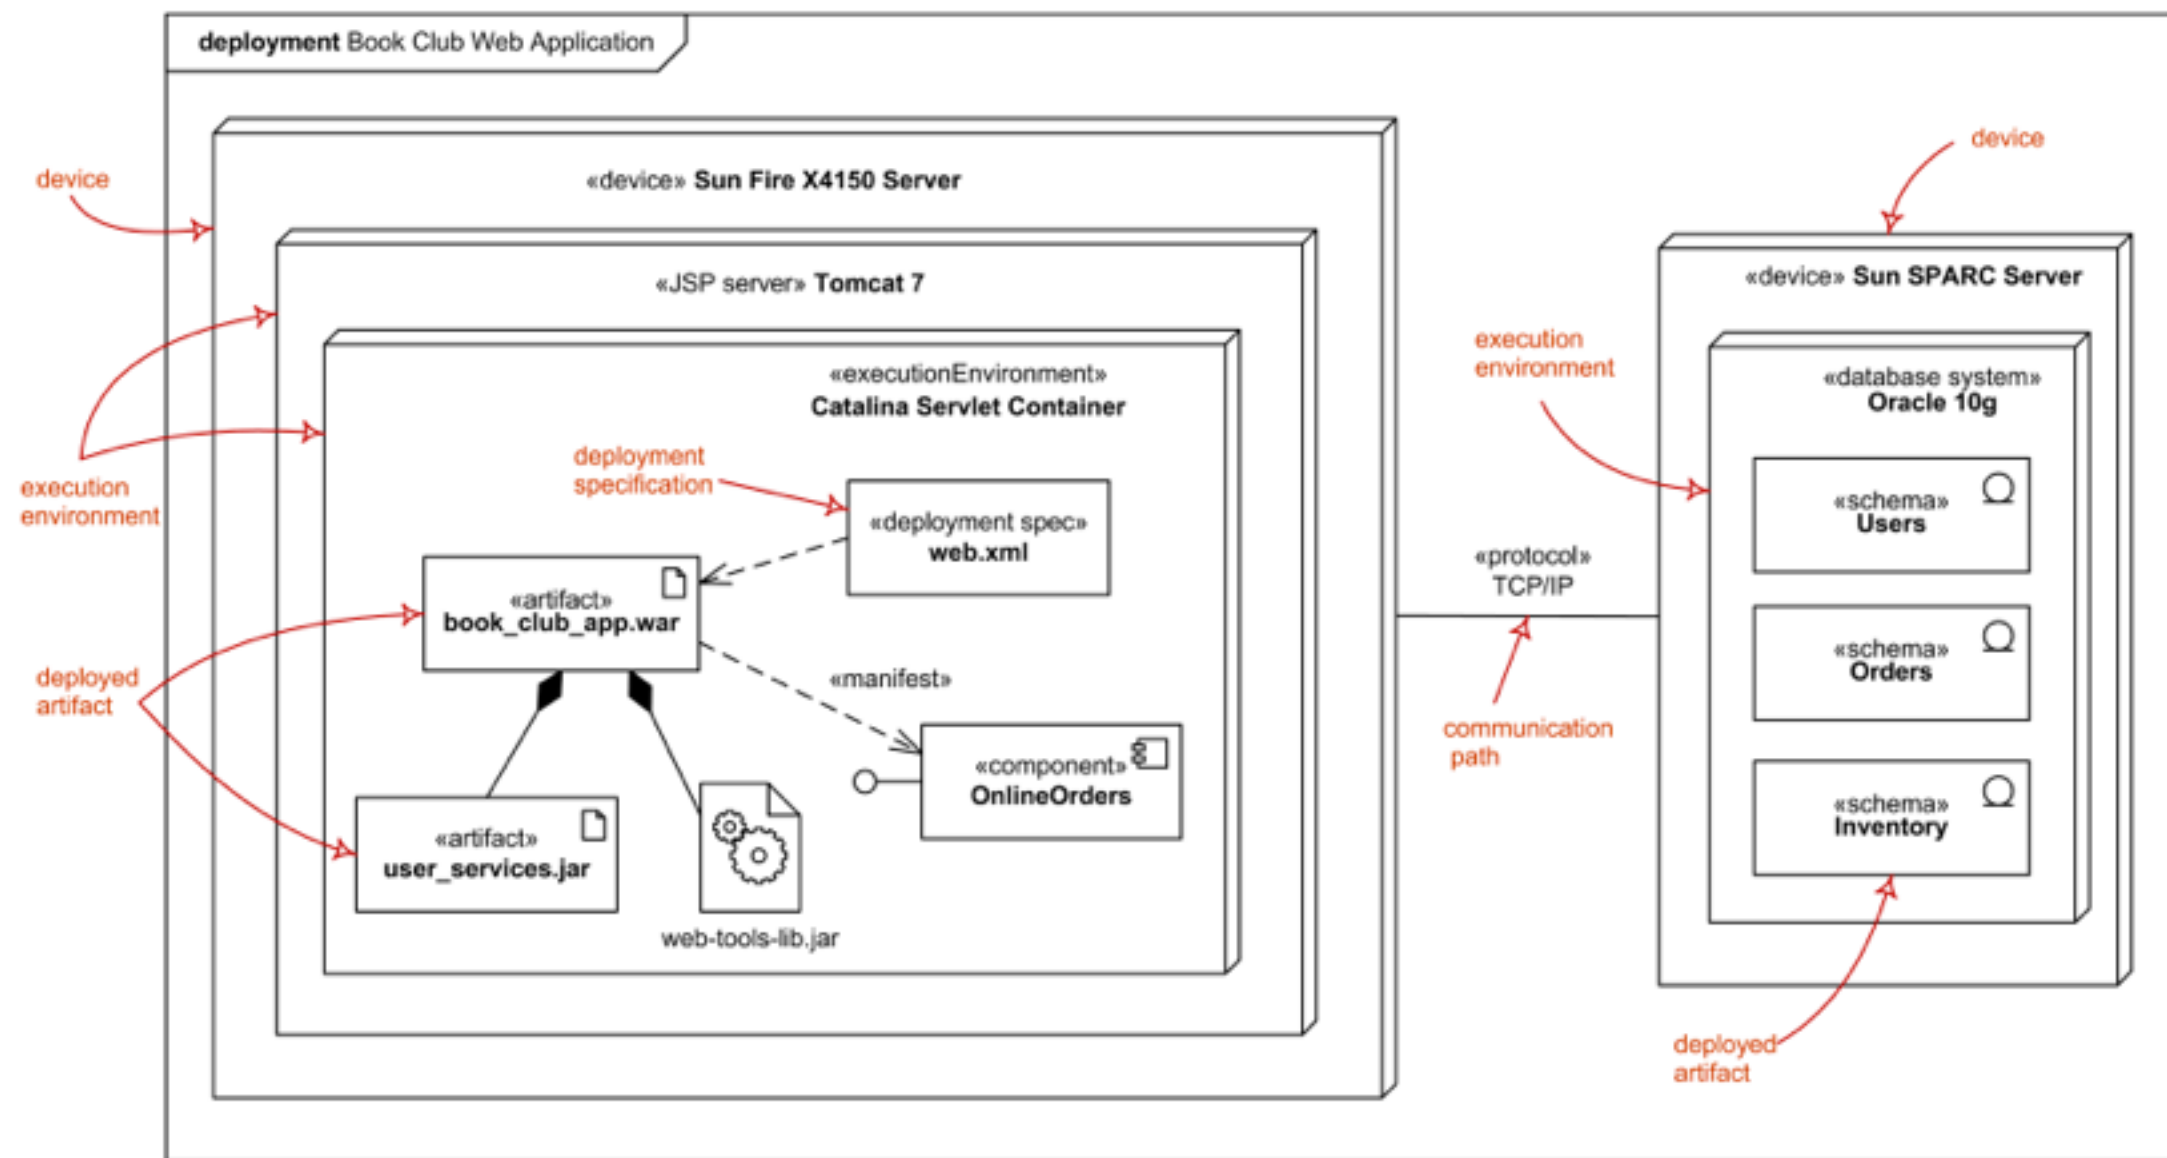 deployment Book Club Web Application
device
«device» Sun Fire X4150 Server
«JSP server» Tomcat 7
«executionEnvironment»
Catalina Servlet Container
execution
environment
deployment
specification
«deployment spec»
web.xml
«artifact»
book_club_app.war
deployed
artifact
«manifest»
«component»
OnlineOrders
«artifact»
user_services.jar
web-tools-lib.jar
«protocol»
TCP/IP
communication
path
device
«device» Sun SPARC Server
execution
environment
«database system»
Oracle 10g
«schema»
Users
«schema»
Orders
«schema»
Inventory
deployed
artifact